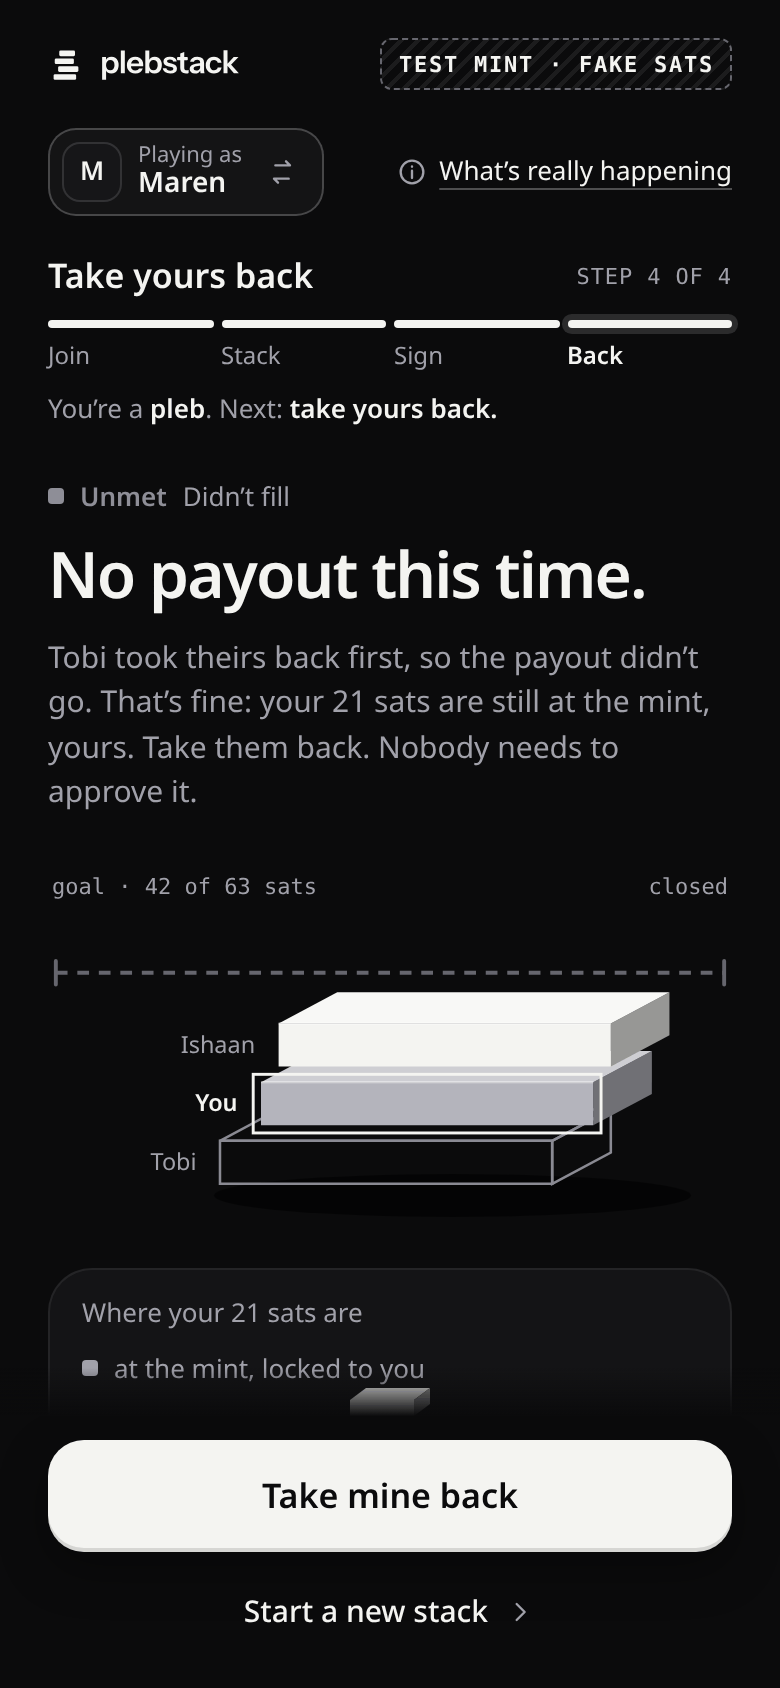 plebstack
TEST MINT · FAKE SATS
M
Playing as
Maren
What’s really happening
Take yours back
STEP 4 OF 4
Join
Stack
Sign
Back
You’re a pleb. Next: take yours back.
Unmet Didn’t fill
No payout this time.
Tobi took theirs back first, so the payout didn’t
go. That’s fine: your 21 sats are still at the mint,
yours. Take them back. Nobody needs to
approve it.
goal · 42 of 63 sats
closed
Ishaan
You
Tobi
Where your 21 sats are
at the mint, locked to you
Take mine back
Start a new stack